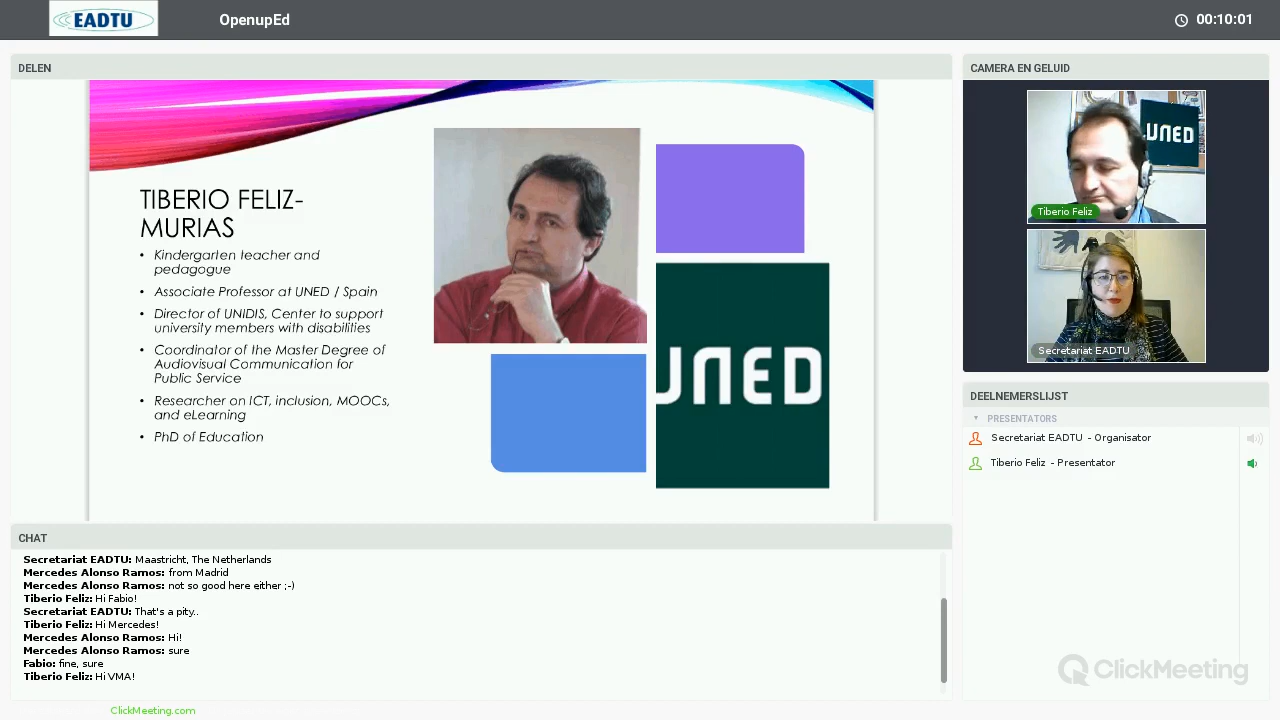 EADTU
OpenupEd
00:10:01
DELEN
TIBERIO FELIZ-
MURIAS
• Kindergarten teacher and
pedagogue
• Associate Professor at UNED / Spain
• Director of UNIDIS, Center to support
university members with disabilities
• Coordinator of the Master Degree of
Audiovisual Communication for
Public Service
• Researcher on ICT, inclusion, MOOCs,
and eLearning
• PhD of Education
UNED
CAMERA EN GELUID
UNED
Tiberio Feliz
Secretariat EADTU
DEELNEMERSLIJST
PRESENTATORS
Secretariat EADTU - Organisator
Tiberio Feliz - Presentator
ClickMeeting
CHAT
Secretariat EADTU: Maastricht, The Netherlands
Mercedes Alonso Ramos: from Madrid
Mercedes Alonso Ramos: not so good here either ;-)
Tiberio Feliz: Hi Fabio!
Secretariat EADTU: That's a pity..
Tiberio Feliz: Hi Mercedes!
Mercedes Alonso Ramos: Hi!
Mercedes Alonso Ramos: sure
Fabio: fine, sure
Tiberio Feliz: Hi VMA!
ClickMeeting.com